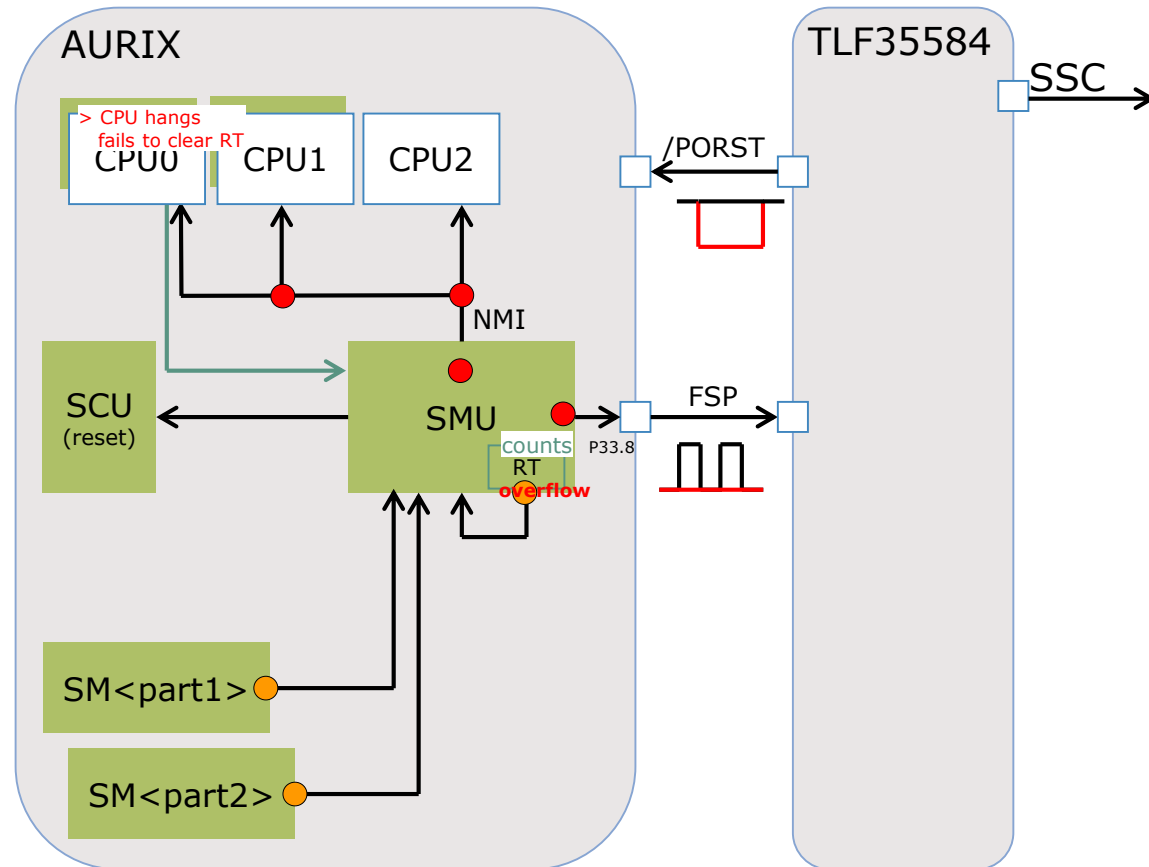 AURIX
TLF35584
SSC
> CPU hangs
fails to clear RT
CPU0
CPU1
CPU2
/PORST
NMI
SCU
(reset)
SMU
FSP
P33.8
counts
RT
overflow
SM<part1>
SM<part2>